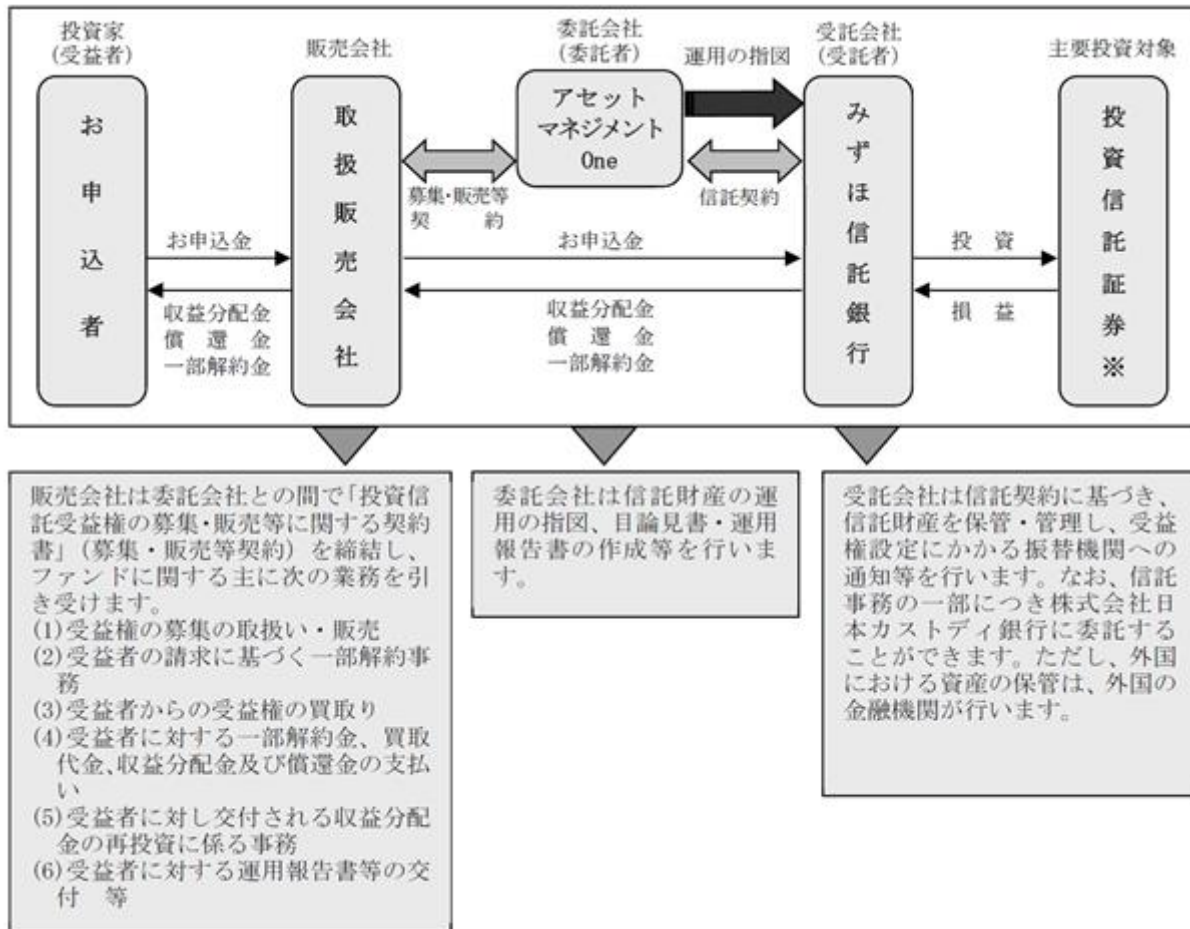 投資家
(受益者)
販売会社
委託会社
(委託者)
運用の指図
受託会社
(受託者)
主要投資対象
お申込者
取扱販売会社
アセット
マネジメント
One
みずほ信託銀行
投資信託証券※
募集・販売等
契　約
信託契約
お申込金
収益分配金
償　還　金
一部解約金
お申込金
収益分配金
償　還　金
一部解約金
投　資
損　益
販売会社は委託会社との間で「投資信
託受益権の募集・販売等に関する契約
書」（募集・販売等契約）を締結し、
ファンドに関する主に次の業務を引
き受けます。
(1)受益権の募集の取扱い・販売
(2)受益者の請求に基づく一部解約事
務
(3)受益者からの受益権の買取り
(4)受益者に対する一部解約金、買取
代金、収益分配金及び償還金の支払
い
(5)受益者に対し交付される収益分配
金の再投資に係る事務
(6)受益者に対する運用報告書等の交
付　等
委託会社は信託財産の運
用の指図、目論見書・運用
報告書の作成等を行いま
す。
受託会社は信託契約に基づき、
信託財産を保管・管理し、受益
権設定にかかる振替機関への
通知等を行います。なお、信託
事務の一部につき株式会社日
本カストディ銀行に委託する
ことができます。ただし、外国
における資産の保管は、外国の
金融機関が行います。